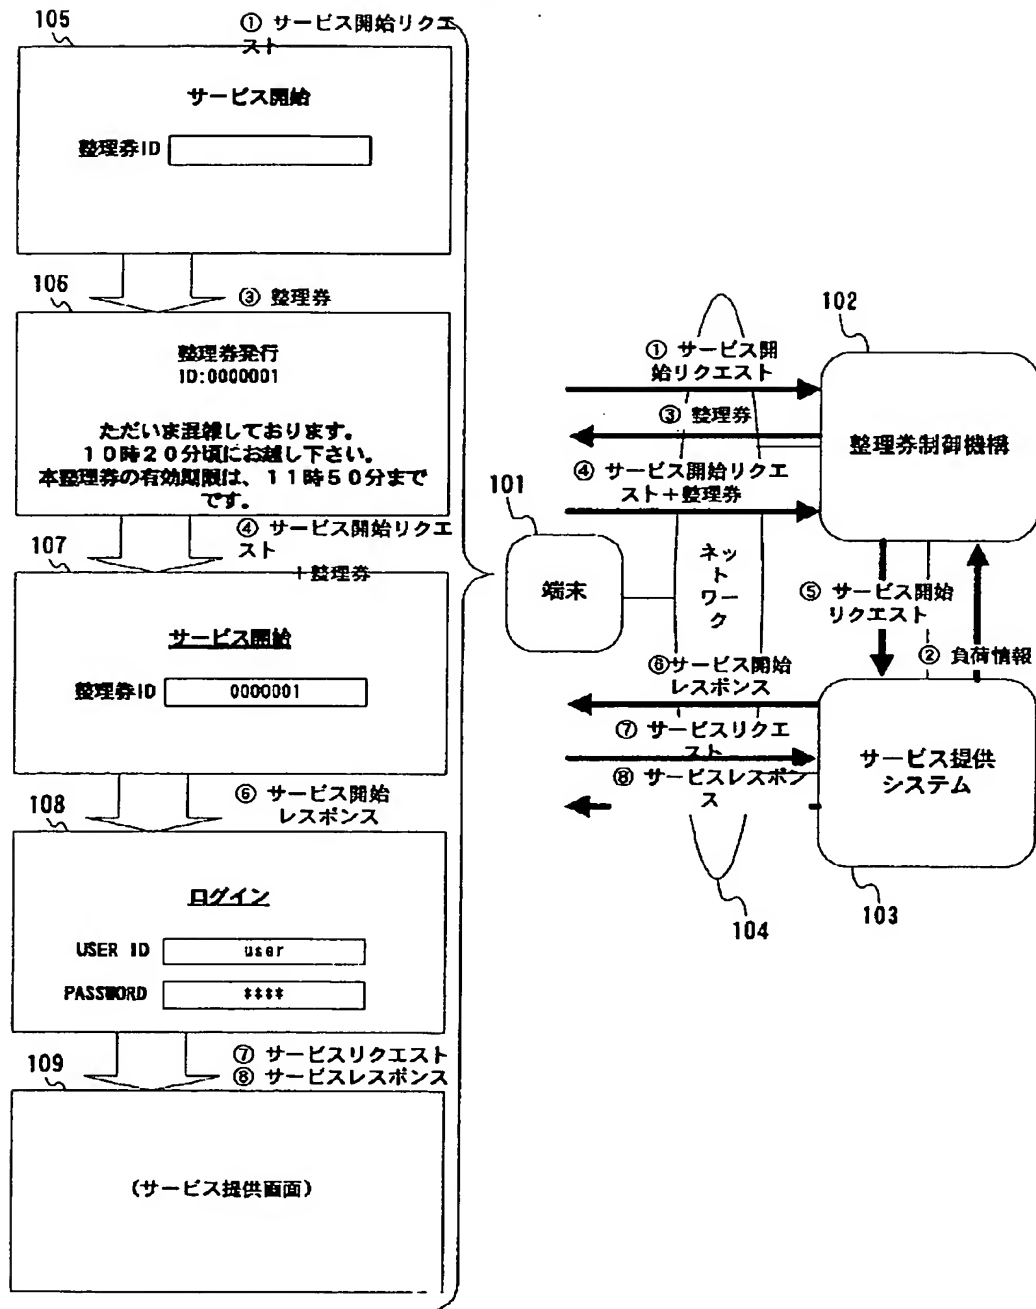 105
① サービス開始リクエ
スト
サービス開始
整理券ID
106
③ 整理券
整理券発行
ID:0000001
ただいま混雑しております。
10時20分頃にお越し下さい。
本整理券の有効期限は、11時50分まで
です。
107
④ サービス開始リクエ
スト
+整理券
サービス開始
整理券ID
0000001
108
⑥ サービス開始
レスポンス
ログイン
USER ID
user
PASSWORD
****
109
⑦ サービスリクエスト
⑧ サービスレスポンス
(サービス提供画面)
101
端末
① サービス開
始リクエスト
③ 整理券
④ サービス開始リクエ
スト+整理券
ネッ
ト
ワー
ク
102
整理券制御機構
⑤ サービス開始
リクエスト
② 負荷情報
⑥サービス開始
レスポンス
⑦ サービスリクエ
スト
⑧ サービスレスポン
ス
サービス提供
システム
103
104